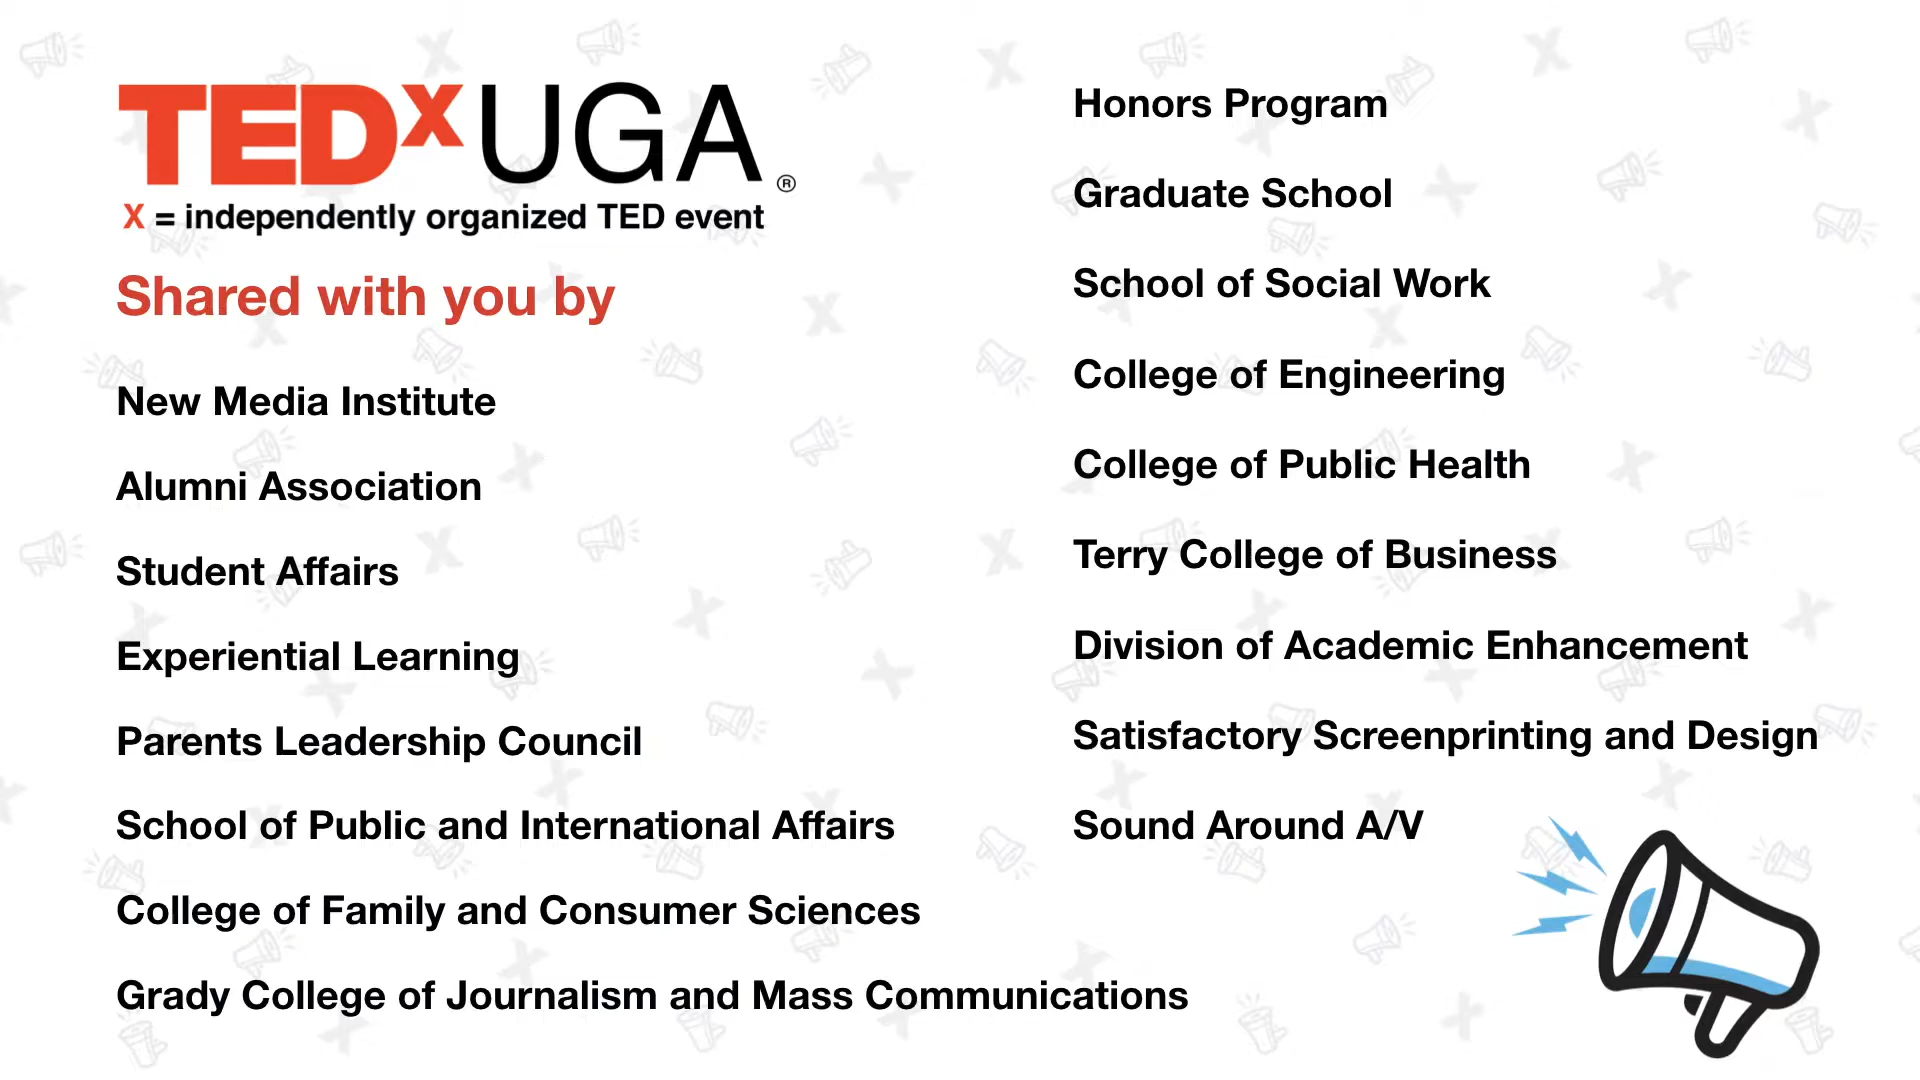 TEDxUGA ®
X = independently organized TED event
Shared with you by
New Media Institute
Alumni Association
Student Affairs
Experiential Learning
Parents Leadership Council
School of Public and International Affairs
College of Family and Consumer Sciences
Grady College of Journalism and Mass Communications
Honors Program
Graduate School
School of Social Work
College of Engineering
College of Public Health
Terry College of Business
Division of Academic Enhancement
Satisfactory Screenprinting and Design
Sound Around A/V